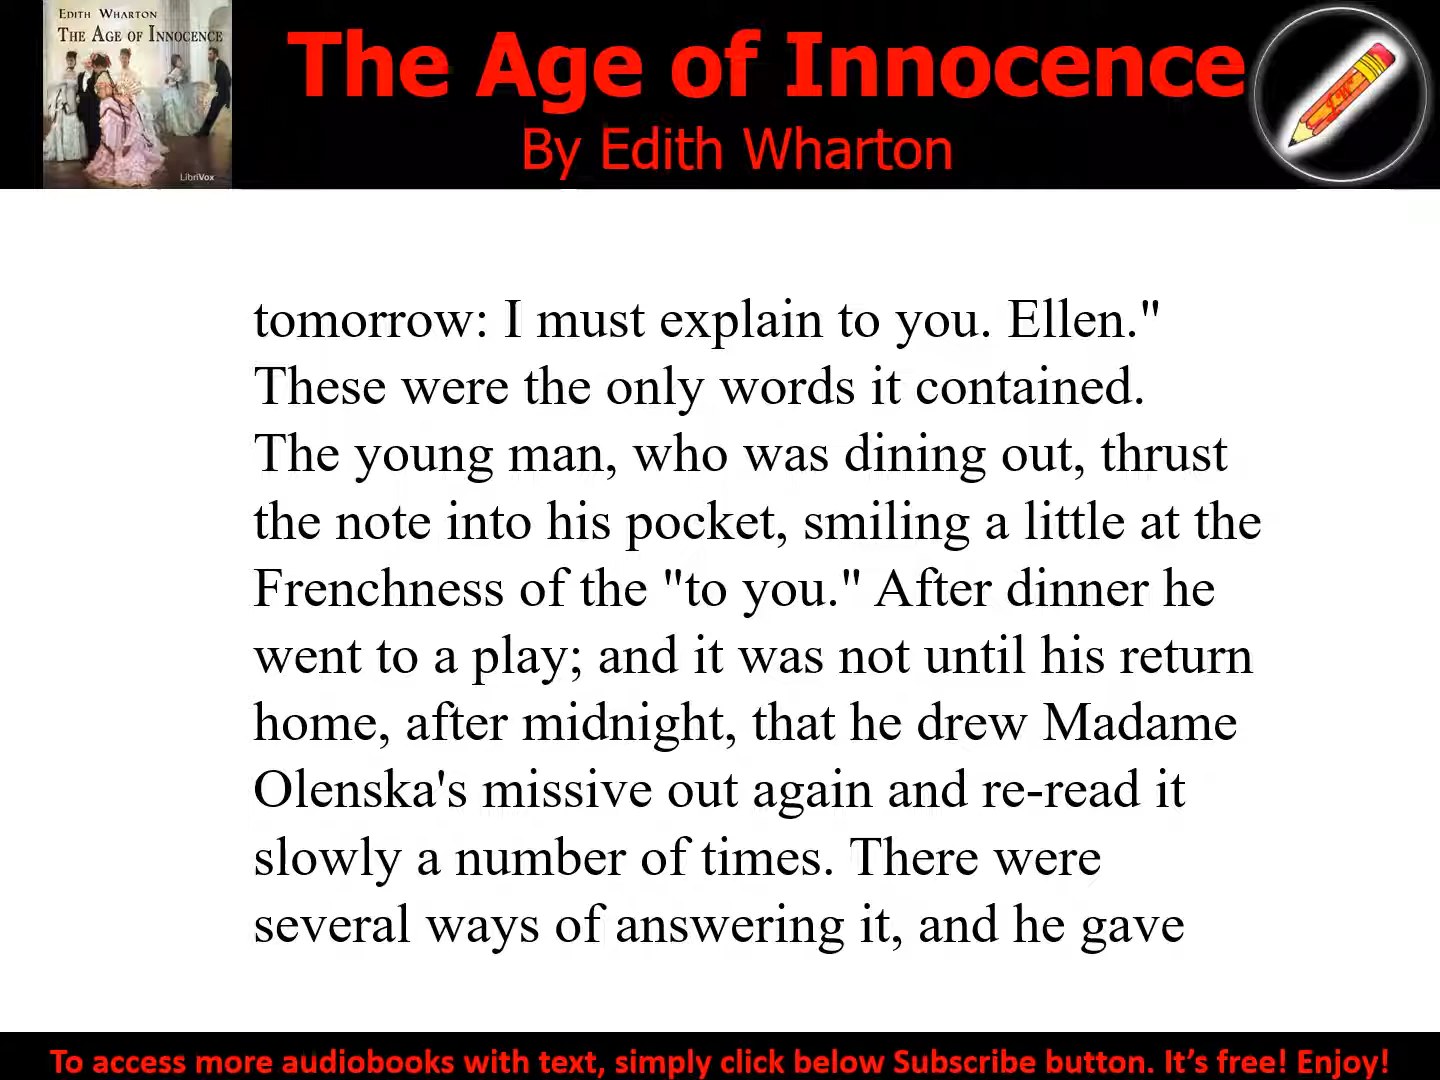 EDITH WHARTON
THE AGE OF INNOCENCE
LibriVox
The Age of Innocence
By Edith Wharton
tomorrow: I must explain to you. Ellen."
These were the only words it contained.
The young man, who was dining out, thrust
the note into his pocket, smiling a little at the
Frenchness of the "to you." After dinner he
went to a play; and it was not until his return
home, after midnight, that he drew Madame
Olenska's missive out again and re-read it
slowly a number of times. There were
several ways of answering it, and he gave
To access more audiobooks with text, simply click below Subscribe button. It’s free! Enjoy!